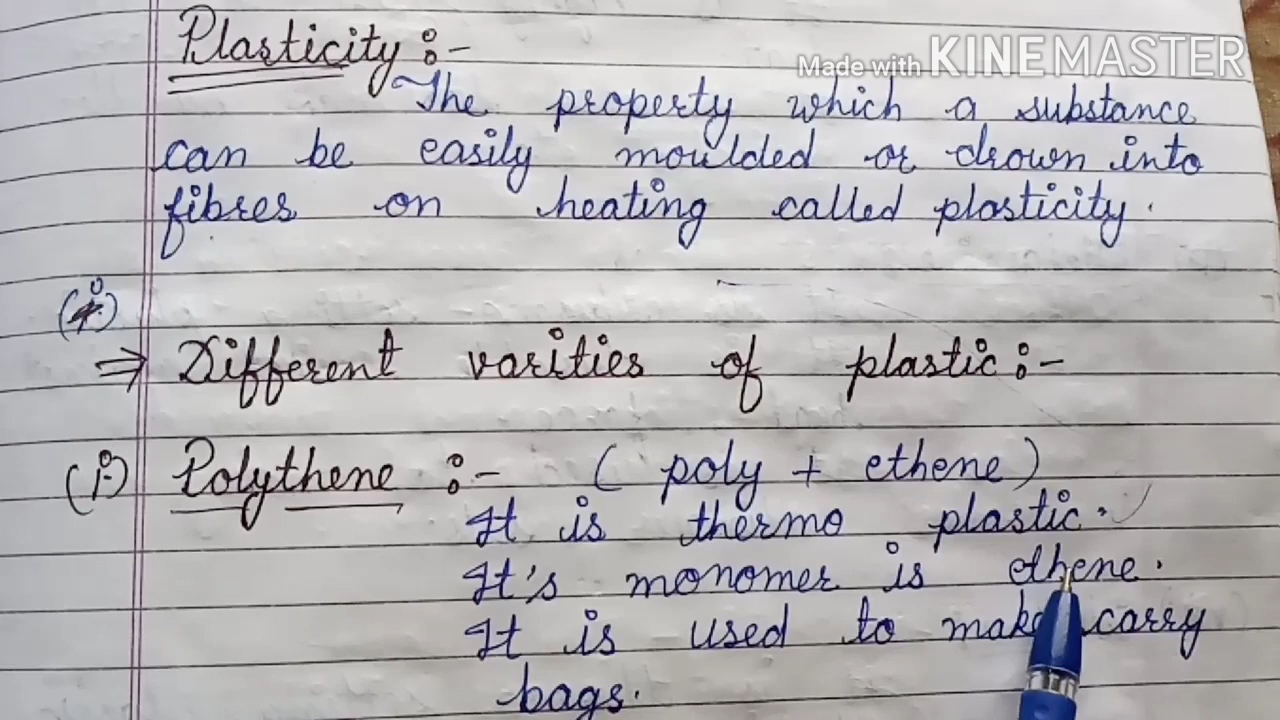 Plasticity :-
Made with KINEMASTER
The property which a substance
can be easily moulded or drown into
fibres on heating called plasticity.
(i)
⇒ Different varities of plastic :-
(i) Polythene :- ( poly + ethene )
It is thermo plastic.
It's monomer is ethene.
It is used to make carry
bags.